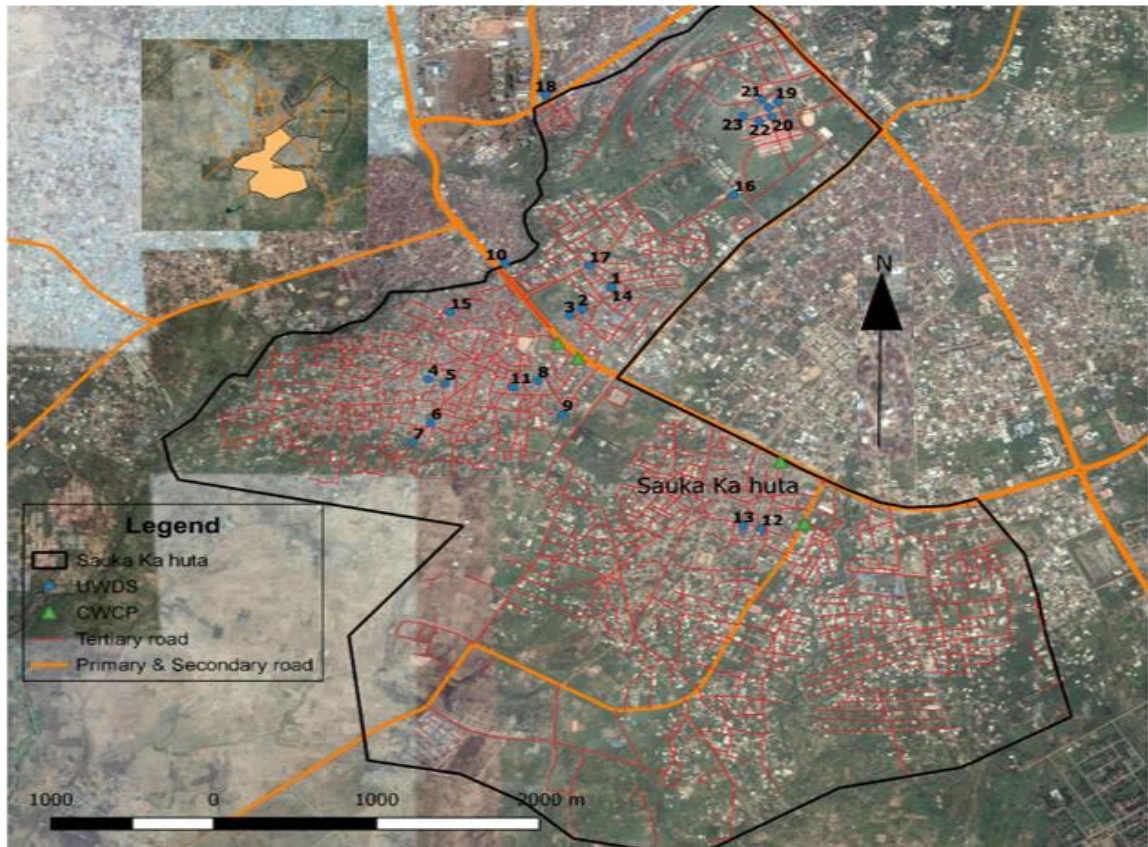 18
21
19
23
22
20
16
10
17
1
14
3
2
15
N
4
5
11
8
9
6
7
Sauka Ka huta
13
12
Legend
Sauka Ka huta
UWDS
CWCP
Tertiary road
Primary & Secondary road
1000 0 1000 2000 m